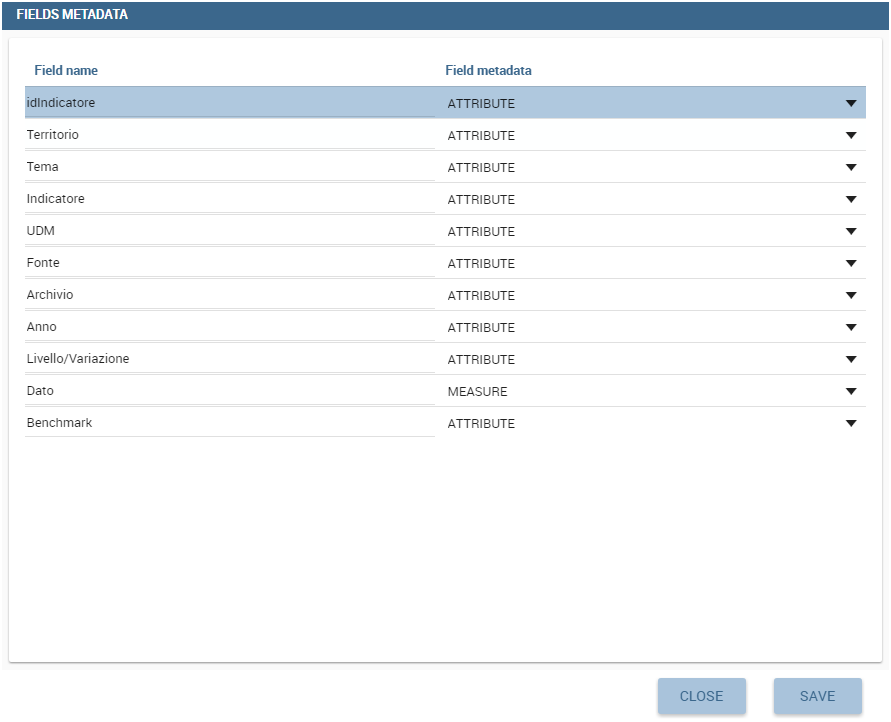 FIELDS METADATA
Field name Field metadata
idIndicatore ATTRIBUTE
Territorio ATTRIBUTE
Tema ATTRIBUTE
Indicatore ATTRIBUTE
UDM ATTRIBUTE
Fonte ATTRIBUTE
Archivio ATTRIBUTE
Anno ATTRIBUTE
Livello/Variazione ATTRIBUTE
Dato MEASURE
Benchmark ATTRIBUTE
CLOSE SAVE